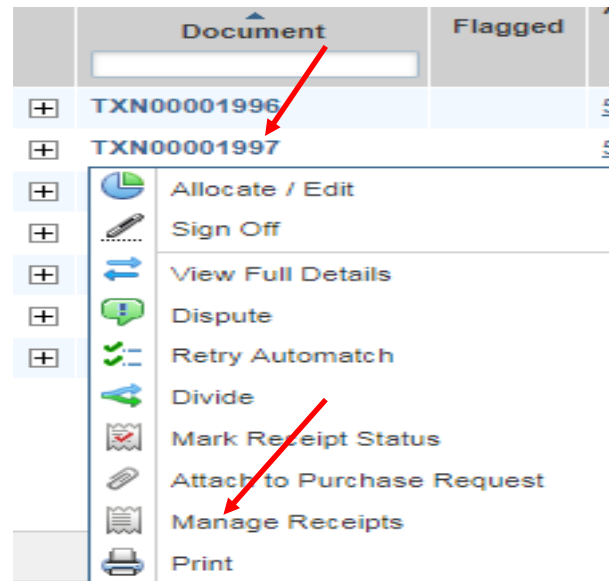 Document Flagged
TXN00001996
TXN00001997
Allocate / Edit
Sign Off
View Full Details
Dispute
Retry Automatch
Divide
Mark Receipt Status
Attach to Purchase Request
Manage Receipts
Print